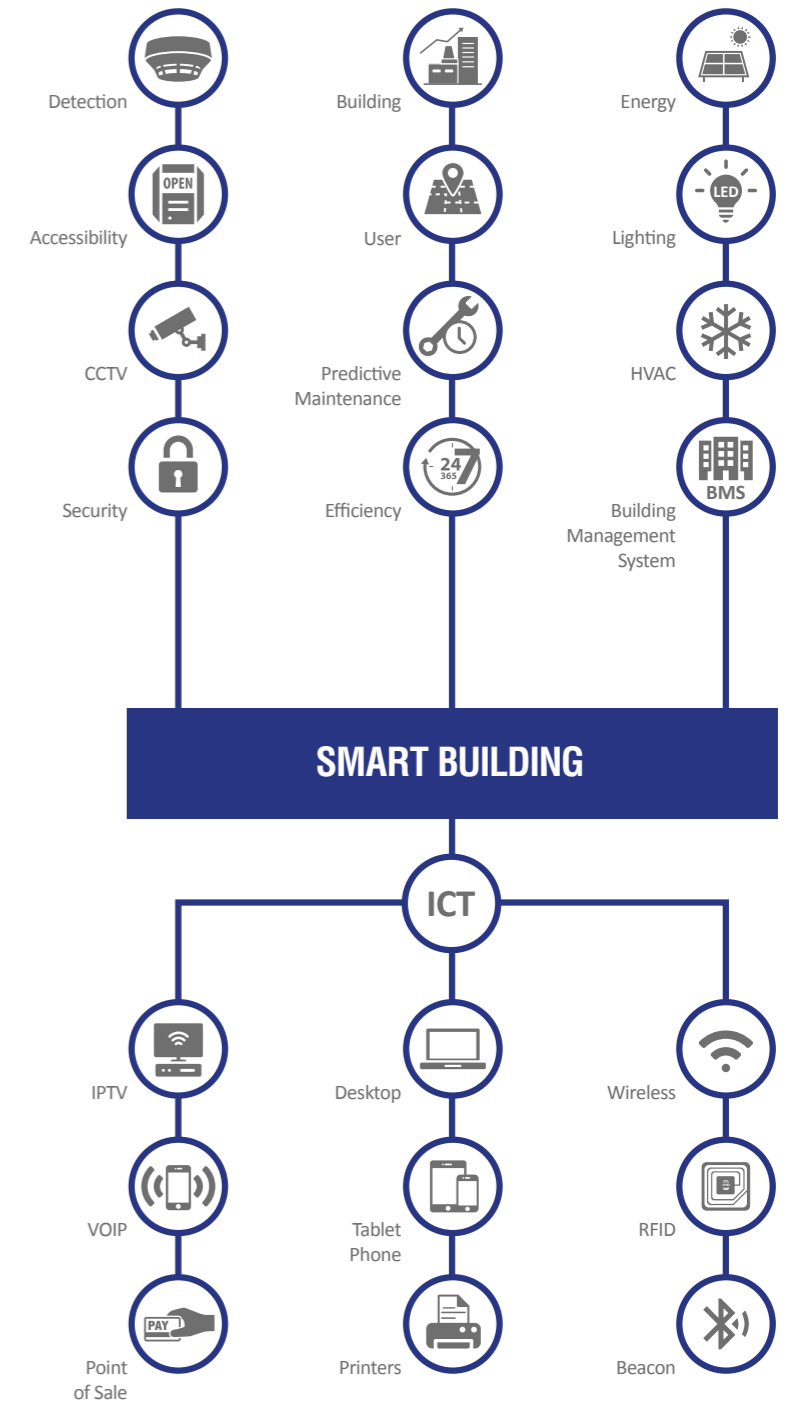 Detection
Building
Energy
OPEN
LED
Accessibility
User
Lighting
CCTV
Predictive
Maintenance
HVAC
24
7
365
BMS
Security
Efficiency
Building
Management
System
SMART BUILDING
ICT
IPTV
Desktop
Wireless
VOIP
Tablet
Phone
RFID
PAY
Point
of Sale
Printers
Beacon